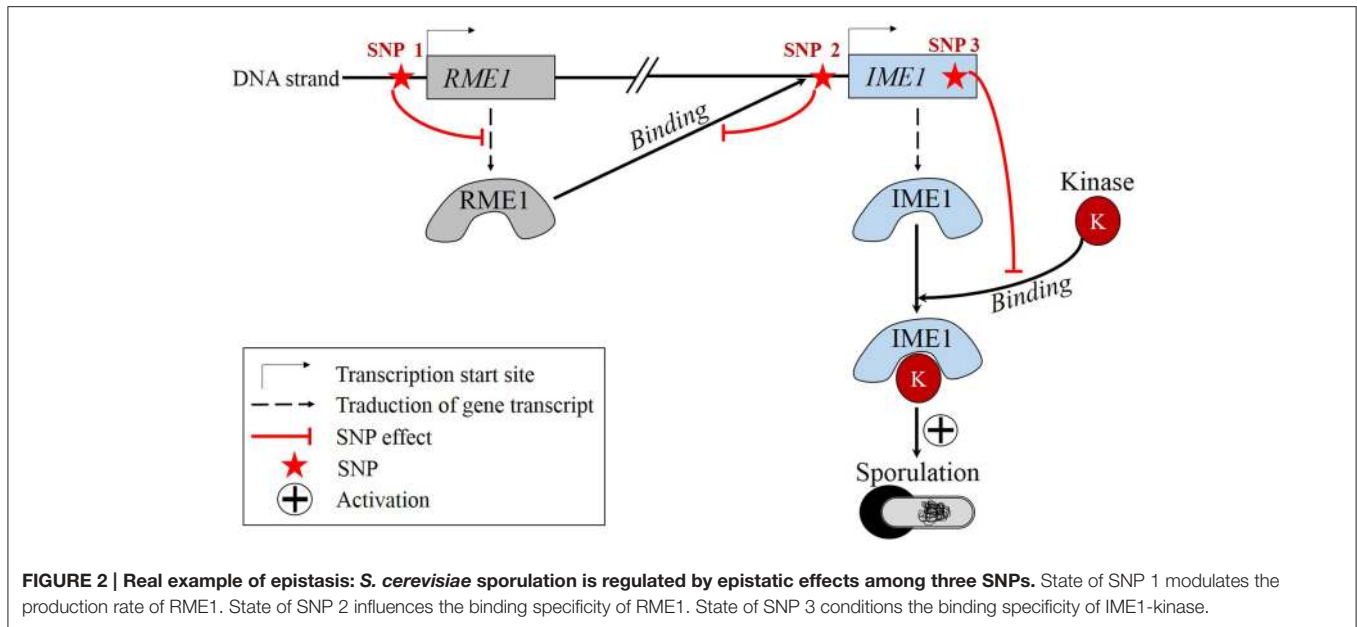 SNP 1
SNP 2
SNP 3
DNA strand
RME1
IME1
Binding
RME1
IME1
Kinase
K
Binding
IME1
K
Sporulation
Transcription start site
Traduction of gene transcript
SNP effect
SNP
Activation
FIGURE 2 | Real example of epistasis: S. cerevisiae sporulation is regulated by epistatic effects among three SNPs. State of SNP 1 modulates the
production rate of RME1. State of SNP 2 influences the binding specificity of RME1. State of SNP 3 conditions the binding specificity of IME1-kinase.